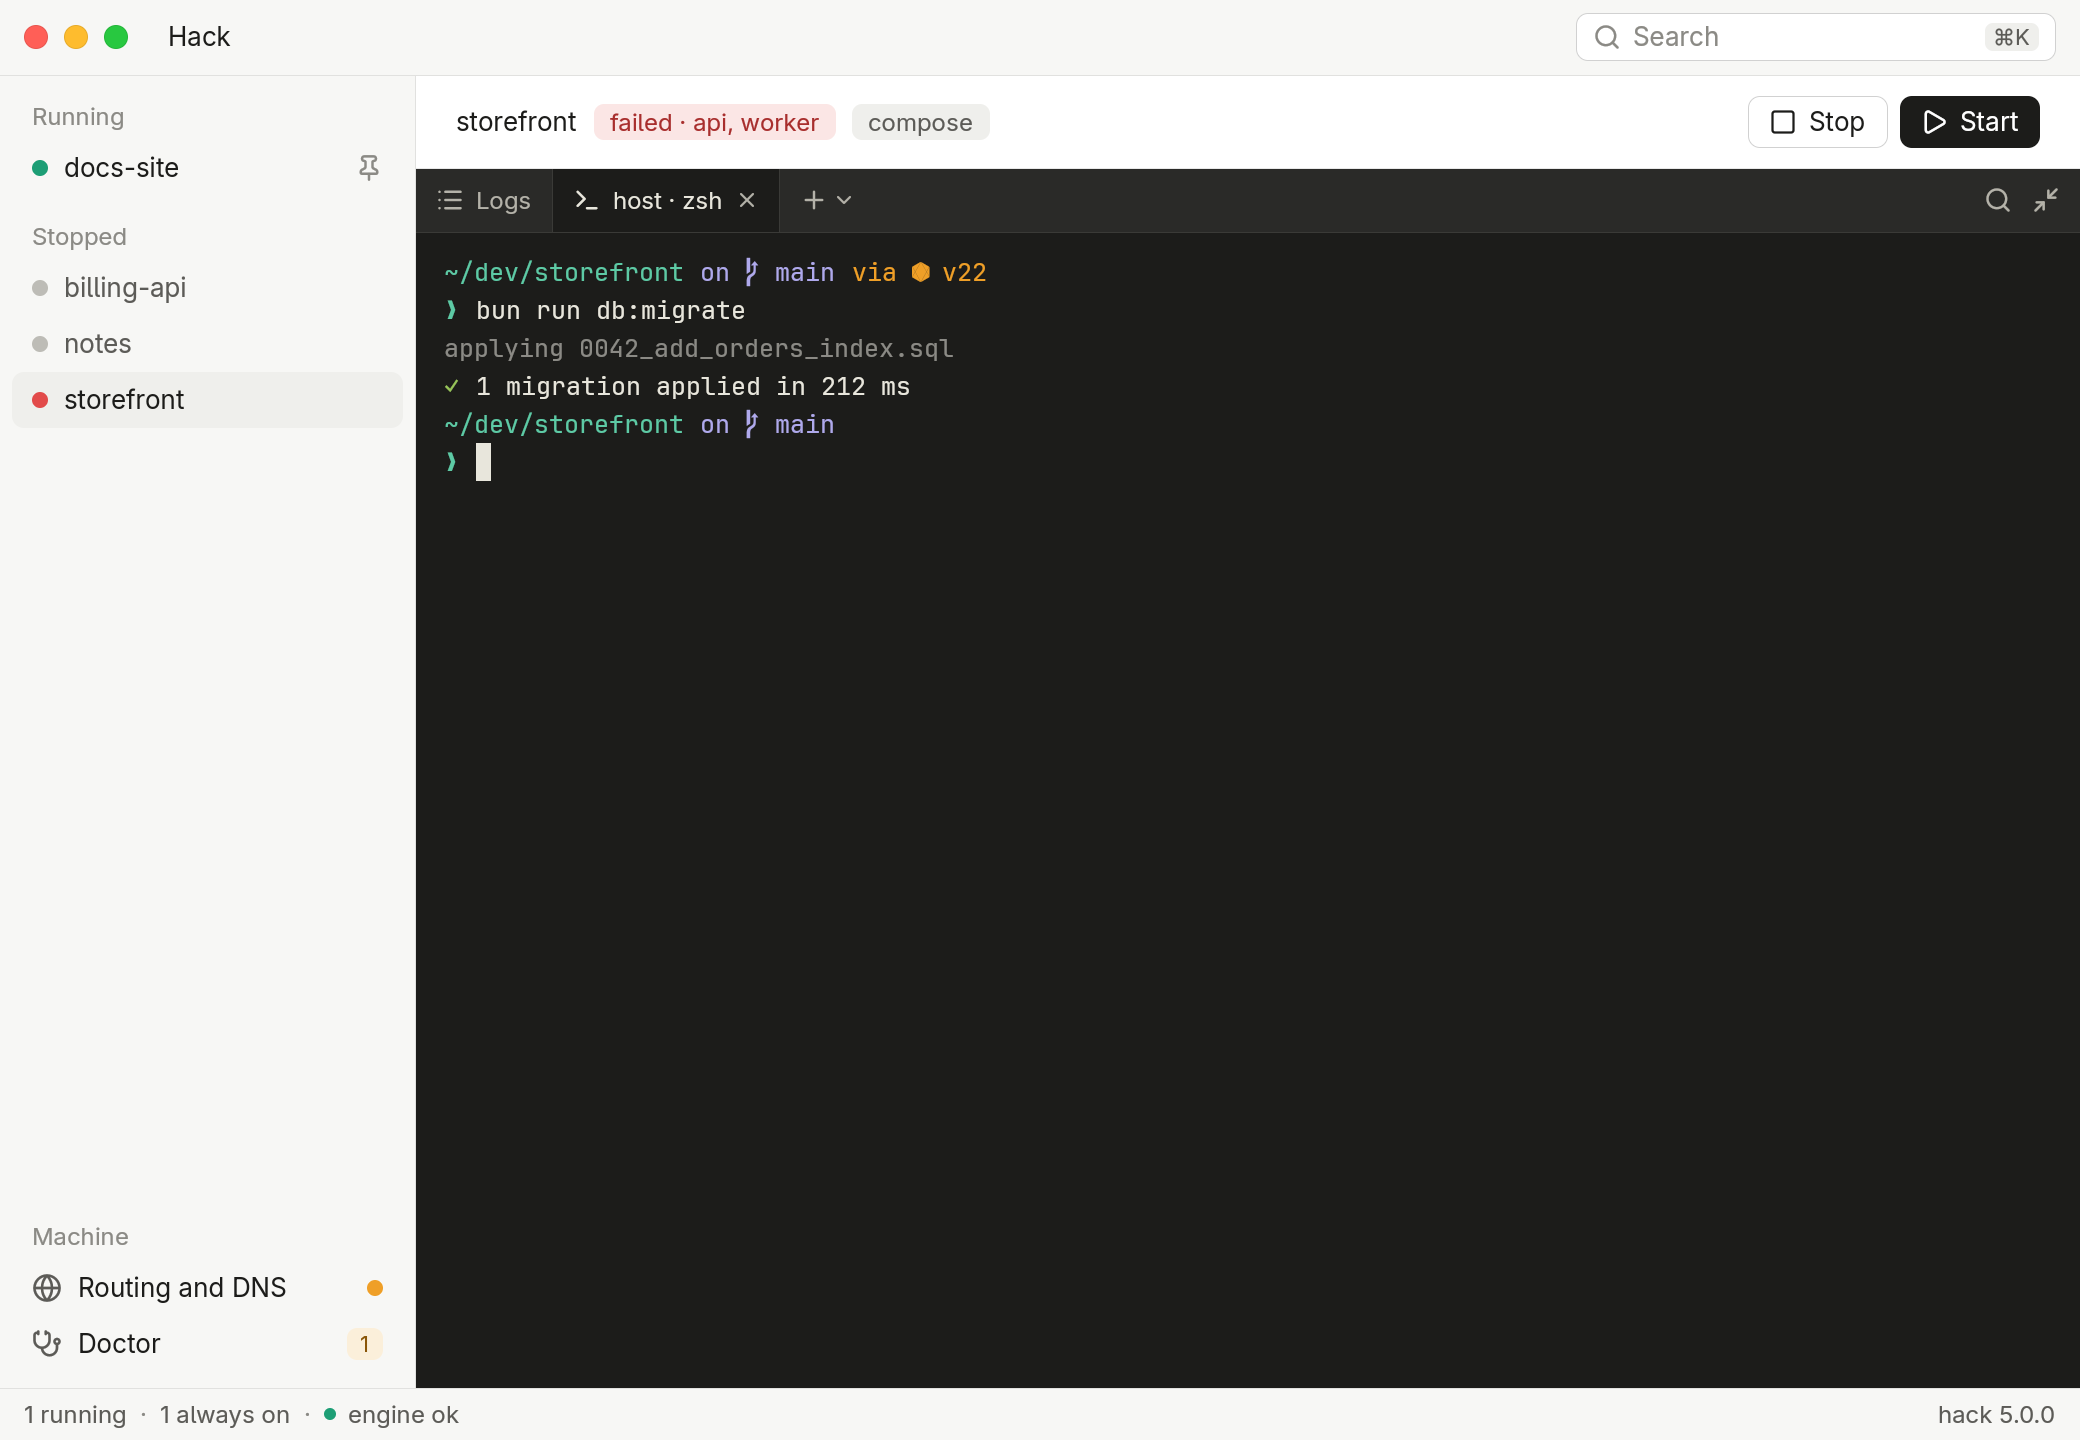 Hack
Search ⌘K
Running
docs-site
Stopped
billing-api
notes
storefront
Machine
Routing and DNS
Doctor 1
storefront failed · api, worker compose
Stop Start
Logs host · zsh
~/dev/storefront on main via v22
❯ bun run db:migrate
applying 0042_add_orders_index.sql
✓ 1 migration applied in 212 ms
~/dev/storefront on main
❯
1 running · 1 always on · engine ok
hack 5.0.0